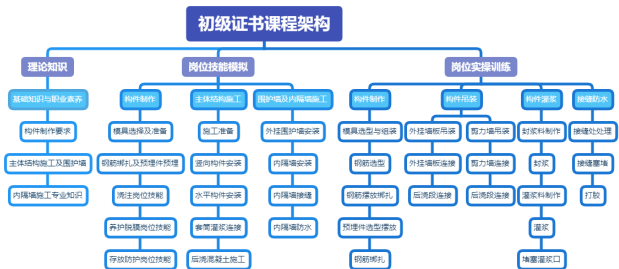 初级证书课程架构
理论知识
岗位技能模拟
岗位实操训练
基础知识与职业素养
构件制作
主体结构施工
围护墙及内隔墙施工
构件制作
构件吊装
构件灌浆
接缝防水
构件制作要求
模具选择及准备
施工准备
外挂围护墙安装
模具选型与组装
外挂墙板吊装
剪力墙吊装
封浆料制作
接缝处处理
主体结构施工及围护墙
钢筋绑扎及预埋件预埋
竖向构件安装
内隔墙安装
钢筋选型
外挂墙板连接
剪力墙连接
封浆
接缝塞堵
内隔墙施工专业知识
浇注岗位技能
水平构件安装
内隔墙接缝
钢筋摆放绑扎
后浇段连接
后浇段连接
灌浆料制作
打胶
养护脱膜岗位技能
套筒灌浆连接
内隔墙防水
预埋件选型摆放
灌浆
存放防护岗位技能
后浇混凝土施工
钢筋绑扎
堵塞灌浆口